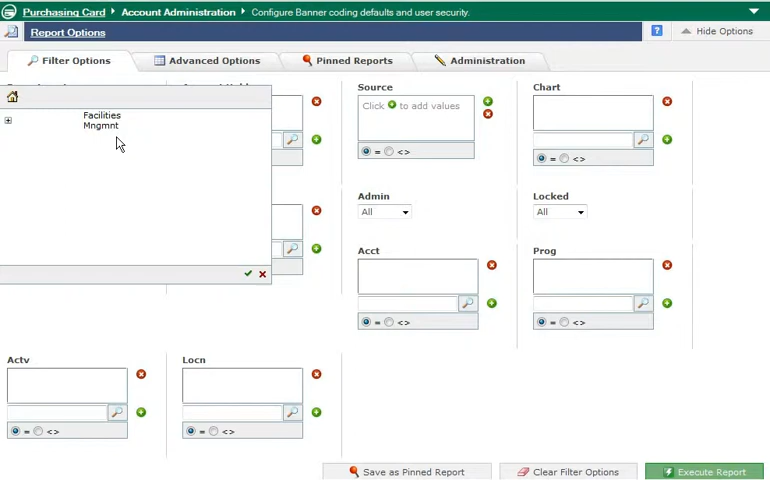 Purchasing Card Account Administration Configure Banner coding defaults and user security.
Report Options
? Hide Options
Filter Options Advanced Options Pinned Reports Administration
Source Chart
Facilities
Mngmnt
Click to add values
= <> = <>
Admin Locked
All All
Acct Prog
= <> = <>
Actv Locn
= <> = <>
Save as Pinned Report Clear Filter Options Execute Report